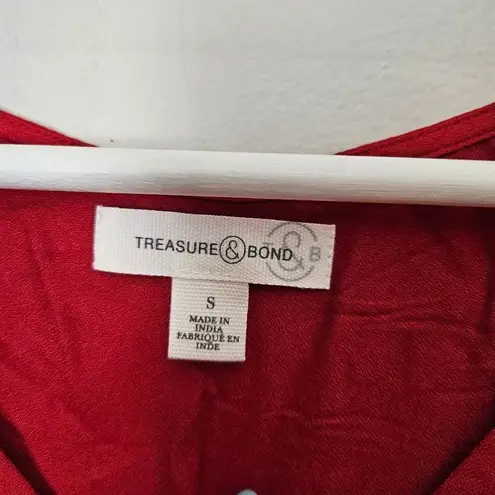 TREASURE & BOND
T & B
S
MADE IN
INDIA
FABRIQUÉ EN
INDE